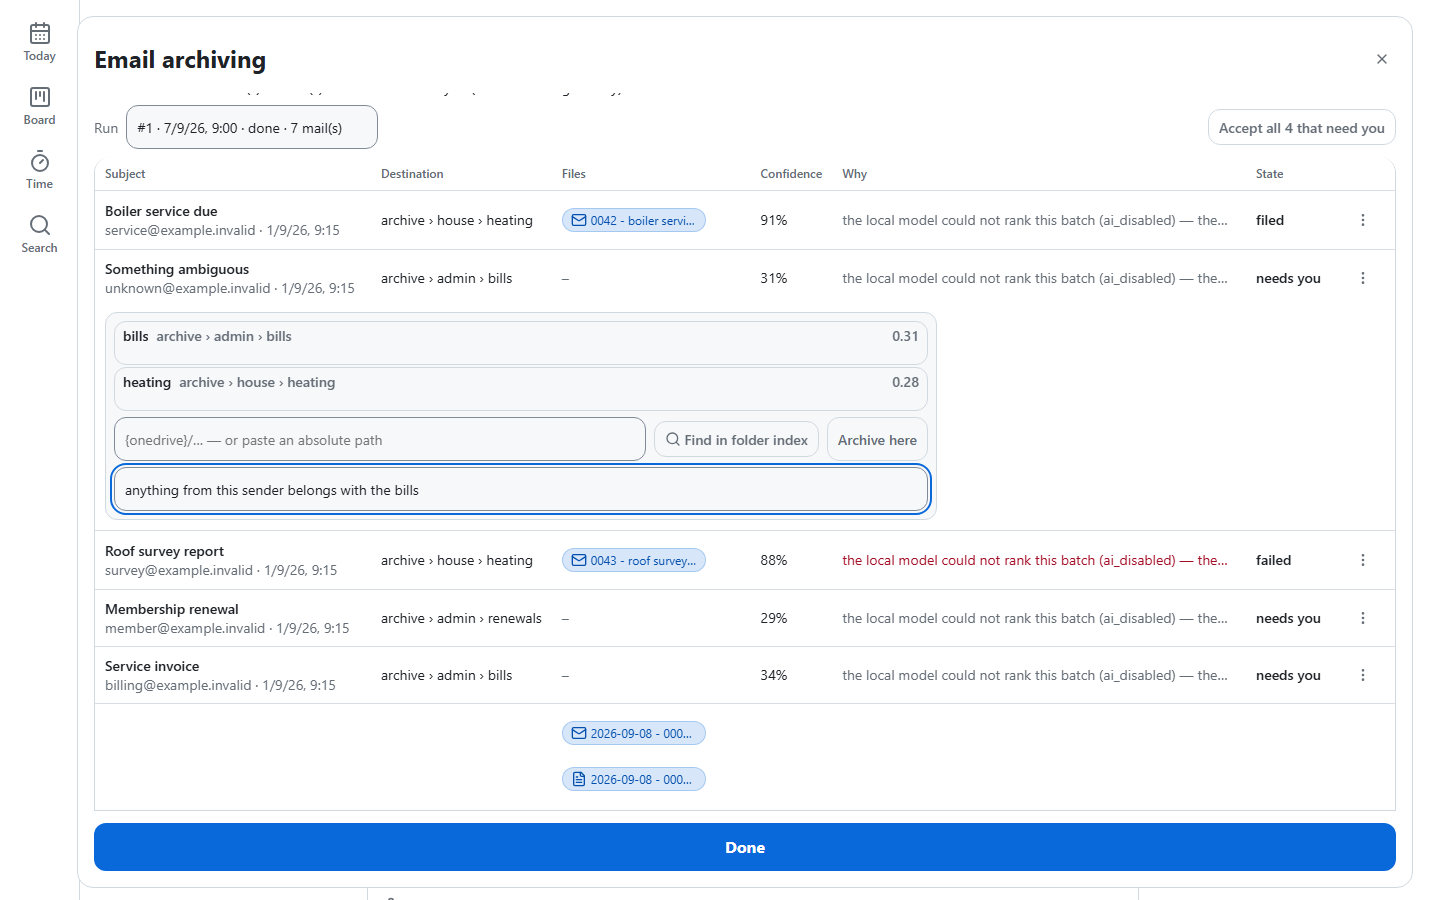 Today
Board
Time
Search
Email archiving
Run
#1 · 7/9/26, 9:00 · done · 7 mail(s)
Accept all 4 that need you
Subject Destination Files Confidence Why State
Boiler service due
service@example.invalid · 1/9/26, 9:15
archive › house › heating
0042 - boiler servi...
91%
the local model could not rank this batch (ai_disabled) — the...
filed
Something ambiguous
unknown@example.invalid · 1/9/26, 9:15
archive › admin › bills
–
31%
the local model could not rank this batch (ai_disabled) — the...
needs you
bills archive › admin › bills 0.31
heating archive › house › heating 0.28
{onedrive}/... — or paste an absolute path
Find in folder index
Archive here
anything from this sender belongs with the bills
Roof survey report
survey@example.invalid · 1/9/26, 9:15
archive › house › heating
0043 - roof survey...
88%
the local model could not rank this batch (ai_disabled) — the...
failed
Membership renewal
member@example.invalid · 1/9/26, 9:15
archive › admin › renewals
–
29%
the local model could not rank this batch (ai_disabled) — the...
needs you
Service invoice
billing@example.invalid · 1/9/26, 9:15
archive › admin › bills
–
34%
the local model could not rank this batch (ai_disabled) — the...
needs you
2026-09-08 - 000...
2026-09-08 - 000...
Done